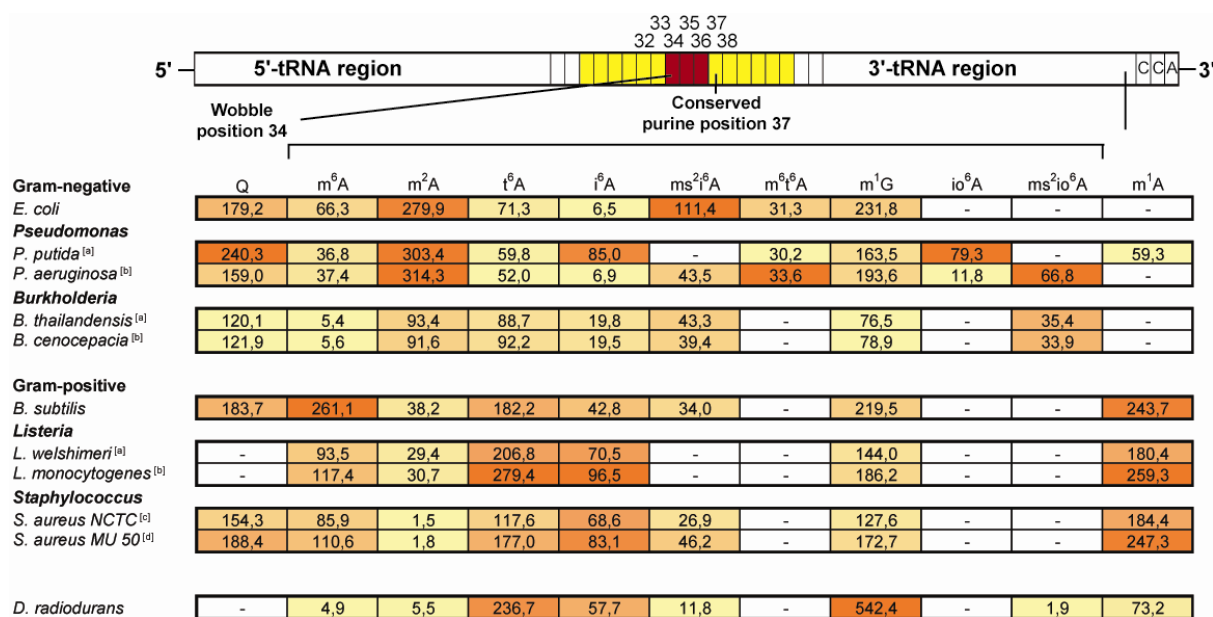 33 35 37
32 34 36 38
5' 5'-tRNA region 3'-tRNA region C C A 3'
Wobble position 34
Conserved purine position 37
Gram-negative Q m⁶A m²A t⁶A i⁶A ms²i⁶A m⁶t⁶A m¹G io⁶A ms²io⁶A m¹A
E. coli 179,2 66,3 279,9 71,3 6,5 111,4 31,3 231,8 - - -
Pseudomonas
P. putida [a] 240,3 36,8 303,4 59,8 85,0 - 30,2 163,5 79,3 - 59,3
P. aeruginosa [b] 159,0 37,4 314,3 52,0 6,9 43,5 33,6 193,6 11,8 66,8 -
Burkholderia
B. thailandensis [a] 120,1 5,4 93,4 88,7 19,8 43,3 - 76,5 - 35,4 -
B. cenocepacia [b] 121,9 5,6 91,6 92,2 19,5 39,4 - 78,9 - 33,9 -
Gram-positive
B. subtilis 183,7 261,1 38,2 182,2 42,8 34,0 - 219,5 - - 243,7
Listeria
L. welshimeri [a] - 93,5 29,4 206,8 70,5 - - 144,0 - - 180,4
L. monocytogenes [b] - 117,4 30,7 279,4 96,5 - - 186,2 - - 259,3
Staphylococcus
S. aureus NCTC [c] 154,3 85,9 1,5 117,6 68,6 26,9 - 127,6 - - 184,4
S. aureus MU 50 [d] 188,4 110,6 1,8 177,0 83,1 46,2 - 172,7 - - 247,3
D. radiodurans - 4,9 5,5 236,7 57,7 11,8 - 542,4 - 1,9 73,2